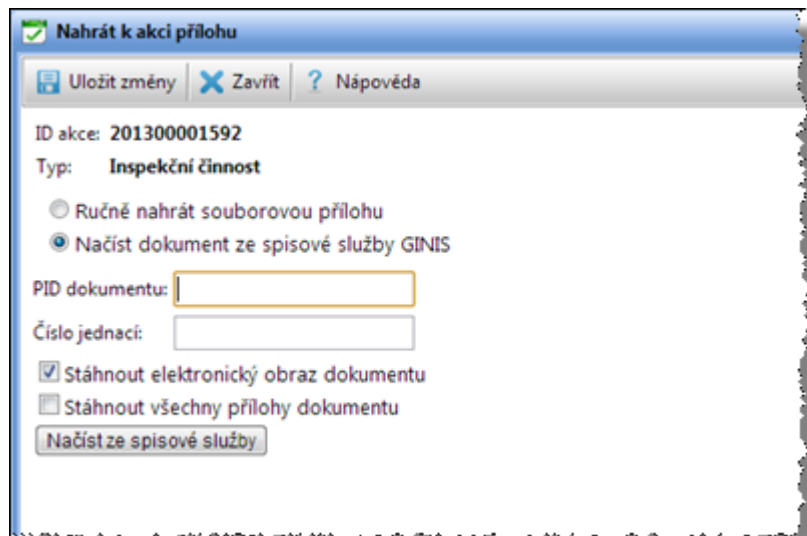 Nahrát k akci přílohu
Uložit změny Zavřít ? Nápověda
ID akce: 201300001592
Typ: Inspekční činnost
Ručně nahrát souborovou přílohu
Načíst dokument ze spisové služby GINIS
PID dokumentu:
Číslo jednací:
Stáhnout elektronický obraz dokumentu
Stáhnout všechny přílohy dokumentu
Načíst ze spisové služby